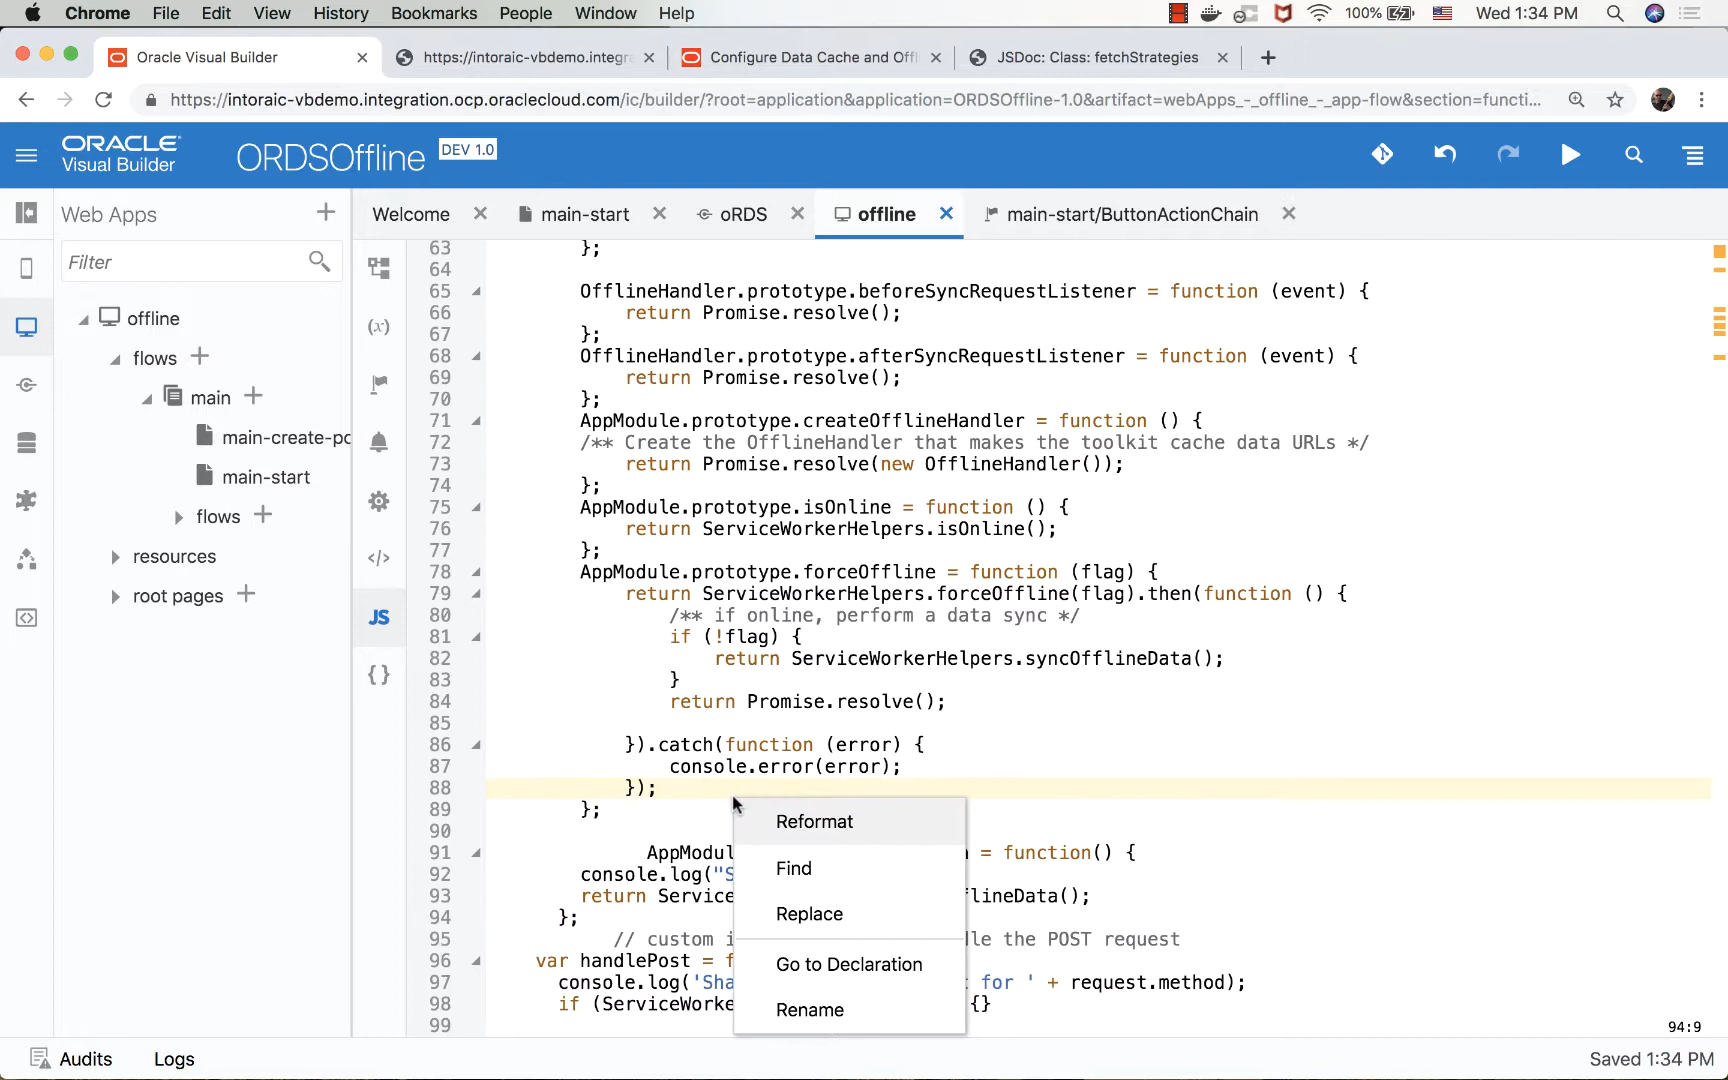 Chrome File Edit View History Bookmarks People Window Help 100% Wed 1:34 PM
Oracle Visual Builder https://intoraic-vbdemo.integr Configure Data Cache and Offl JSDoc: Class: fetchStrategies
https://intoraic-vbdemo.integration.ocp.oraclecloud.com/ic/builder/?root=application&application=ORDSOffline-1.0&artifact=webApps_-_offline_-_app-flow&section=functi...
ORACLE
Visual Builder
ORDSOffline DEV 1.0
Web Apps
Welcome main-start oRDS offline main-start/ButtonActionChain
Filter
offline
flows
main
main-create-po
main-start
flows
resources
root pages
(x)
</>
JS
{}
63 };
64
65 OfflineHandler.prototype.beforeSyncRequestListener = function (event) {
66 return Promise.resolve();
67 };
68 OfflineHandler.prototype.afterSyncRequestListener = function (event) {
69 return Promise.resolve();
70 };
71 AppModule.prototype.createOfflineHandler = function () {
72 /** Create the OfflineHandler that makes the toolkit cache data URLs */
73 return Promise.resolve(new OfflineHandler());
74 };
75 AppModule.prototype.isOnline = function () {
76 return ServiceWorkerHelpers.isOnline();
77 };
78 AppModule.prototype.forceOffline = function (flag) {
79 return ServiceWorkerHelpers.forceOffline(flag).then(function () {
80 /** if online, perform a data sync */
81 if (!flag) {
82 return ServiceWorkerHelpers.syncOfflineData();
83 }
84 return Promise.resolve();
85
86 }).catch(function (error) {
87 console.error(error);
88 });
89 };
90
91 AppModul = function() {
92 console.log("S
93 return Service flineData();
94 };
95 // custom i le the POST request
96 var handlePost = f
97 console.log('Sha for ' + request.method);
98 if (ServiceWorke {}
99
Reformat
Find
Replace
Go to Declaration
Rename
94:9
Audits Logs Saved 1:34 PM